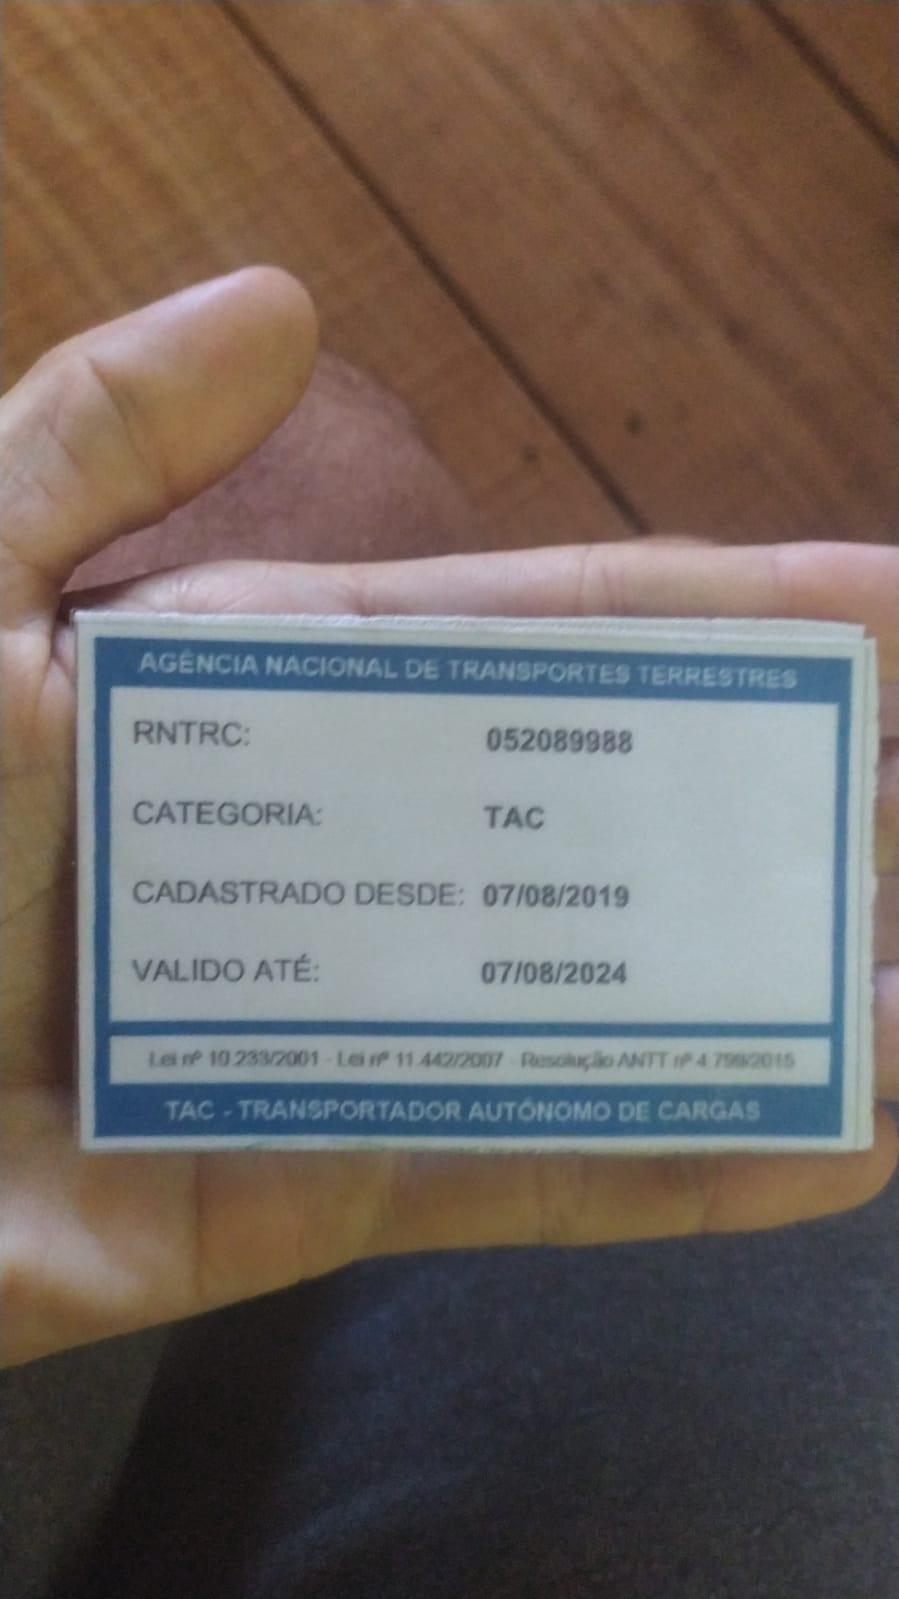 AGÊNCIA NACIONAL DE TRANSPORTES TERRESTRES
RNTRC: 052089988
CATEGORIA: TAC
CADASTRADO DESDE: 07/08/2019
VALIDO ATÉ: 07/08/2024
Lei nº 10.233/2001 - Lei nº 11.442/2007 - Resolução ANTT nº 4.799/2015
TAC - TRANSPORTADOR AUTÔNOMO DE CARGAS